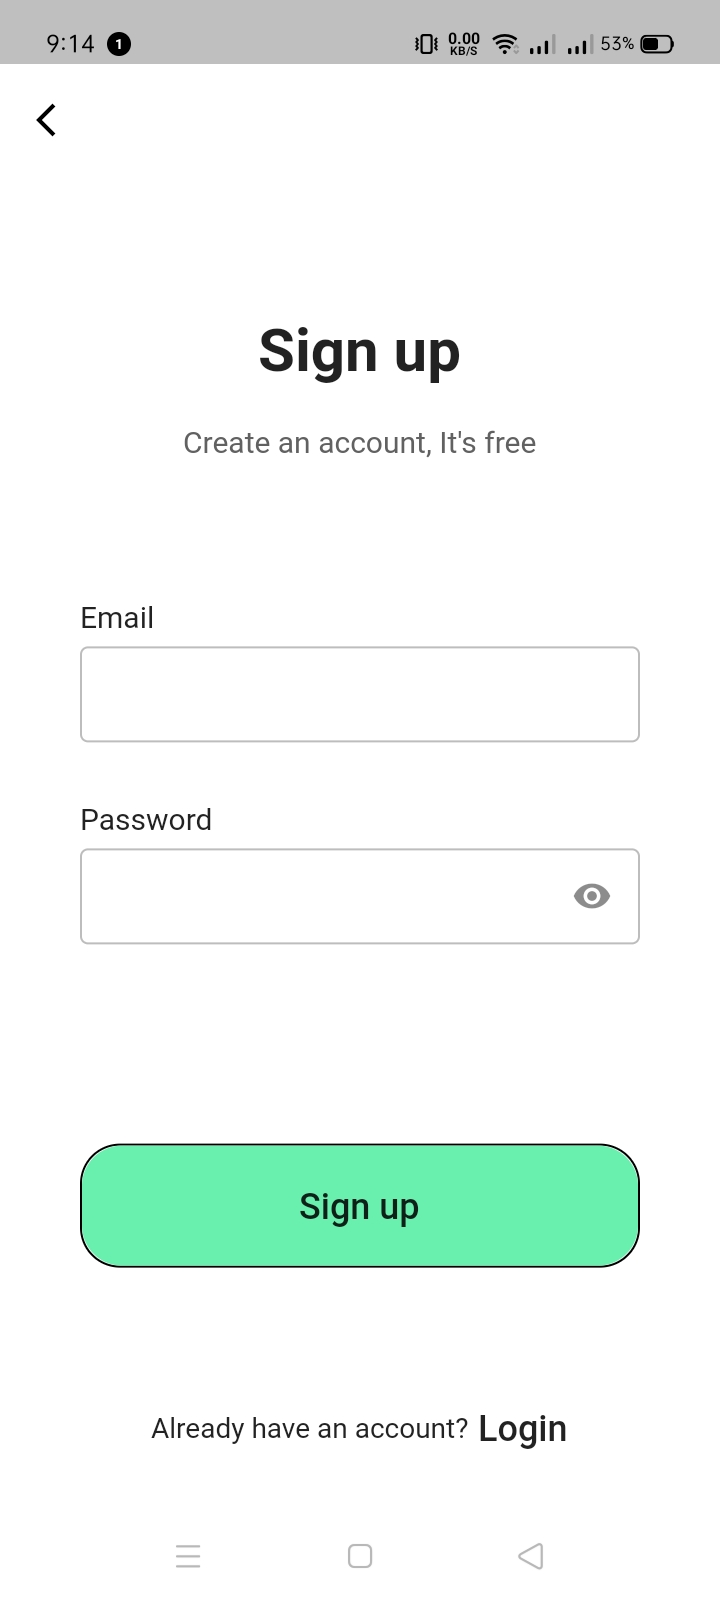 9:14 1 0.00 KB/S 53%
Sign up
Create an account, It's free
Email
Password
Sign up
Already have an account? Login